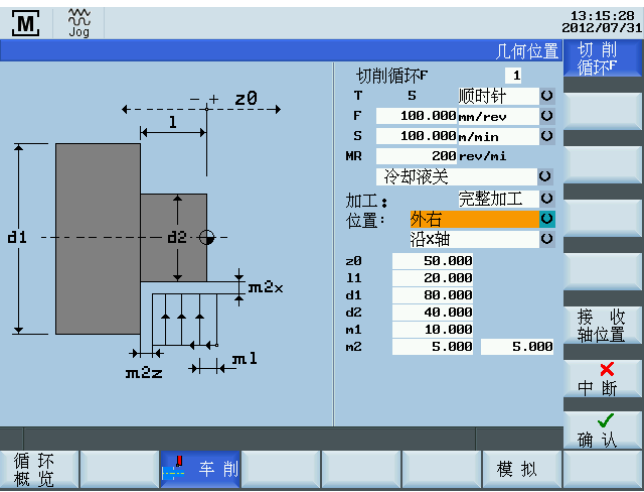 M
Jog
13:15:28
2012/07/31
几何位置
切 削
循环F
切削循环F 1
T 5 顺时针
F 100.000 mm/rev
S 100.000 m/min
MR 200 rev/mi
冷却液关
加工: 完整加工
位置: 外右
沿x轴
z0 50.000
l1 20.000
d1 80.000
d2 40.000
m1 10.000
m2 5.000 5.000
- + z0
l
d1
d2
m2x
m1
m2z
接 收
轴位置
中 断
确 认
循 环
概 览
车 削
模 拟